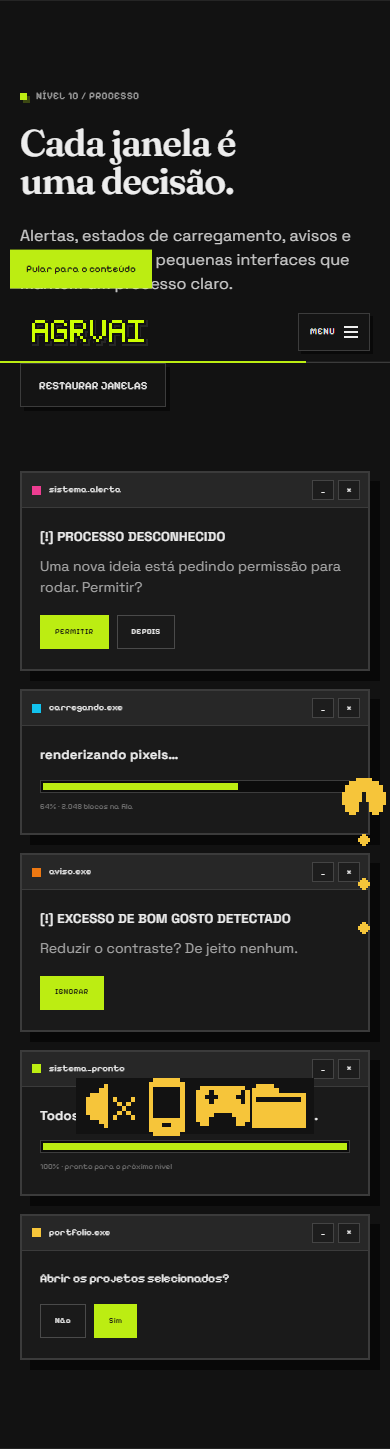 NÍVEL 10 / PROCESSO
Cada janela é
uma decisão.
Alertas, estados de carregamento, avisos e
Pular para o conteúdo
pequenas interfaces que
esso claro.
AGRVAI
MENU
RESTAURAR JANELAS
sistema_alerta
[!] PROCESSO DESCONHECIDO
Uma nova ideia está pedindo permissão para
rodar. Permitir?
PERMITIR
DEPOIS
carregando.exe
renderizando pixels...
64% · 2.048 blocos na fila
aviso.exe
[!] EXCESSO DE BOM GOSTO DETECTADO
Reduzir o contraste? De jeito nenhum.
IGNORAR
sistema_pronto
Todos
100% · pronto para o próximo nível
portfolio.exe
Abrir os projetos selecionados?
Não
Sim